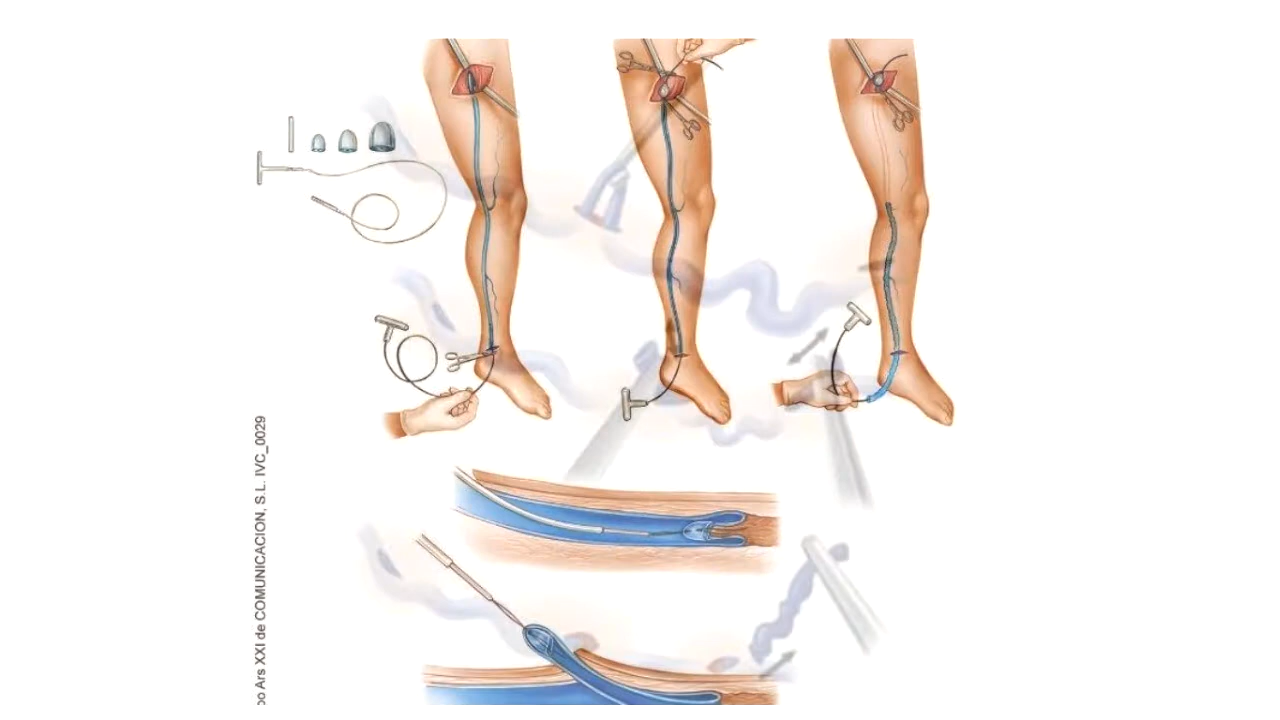 oo Ars XXI de COMUNICACION, S.L. IVC_0029